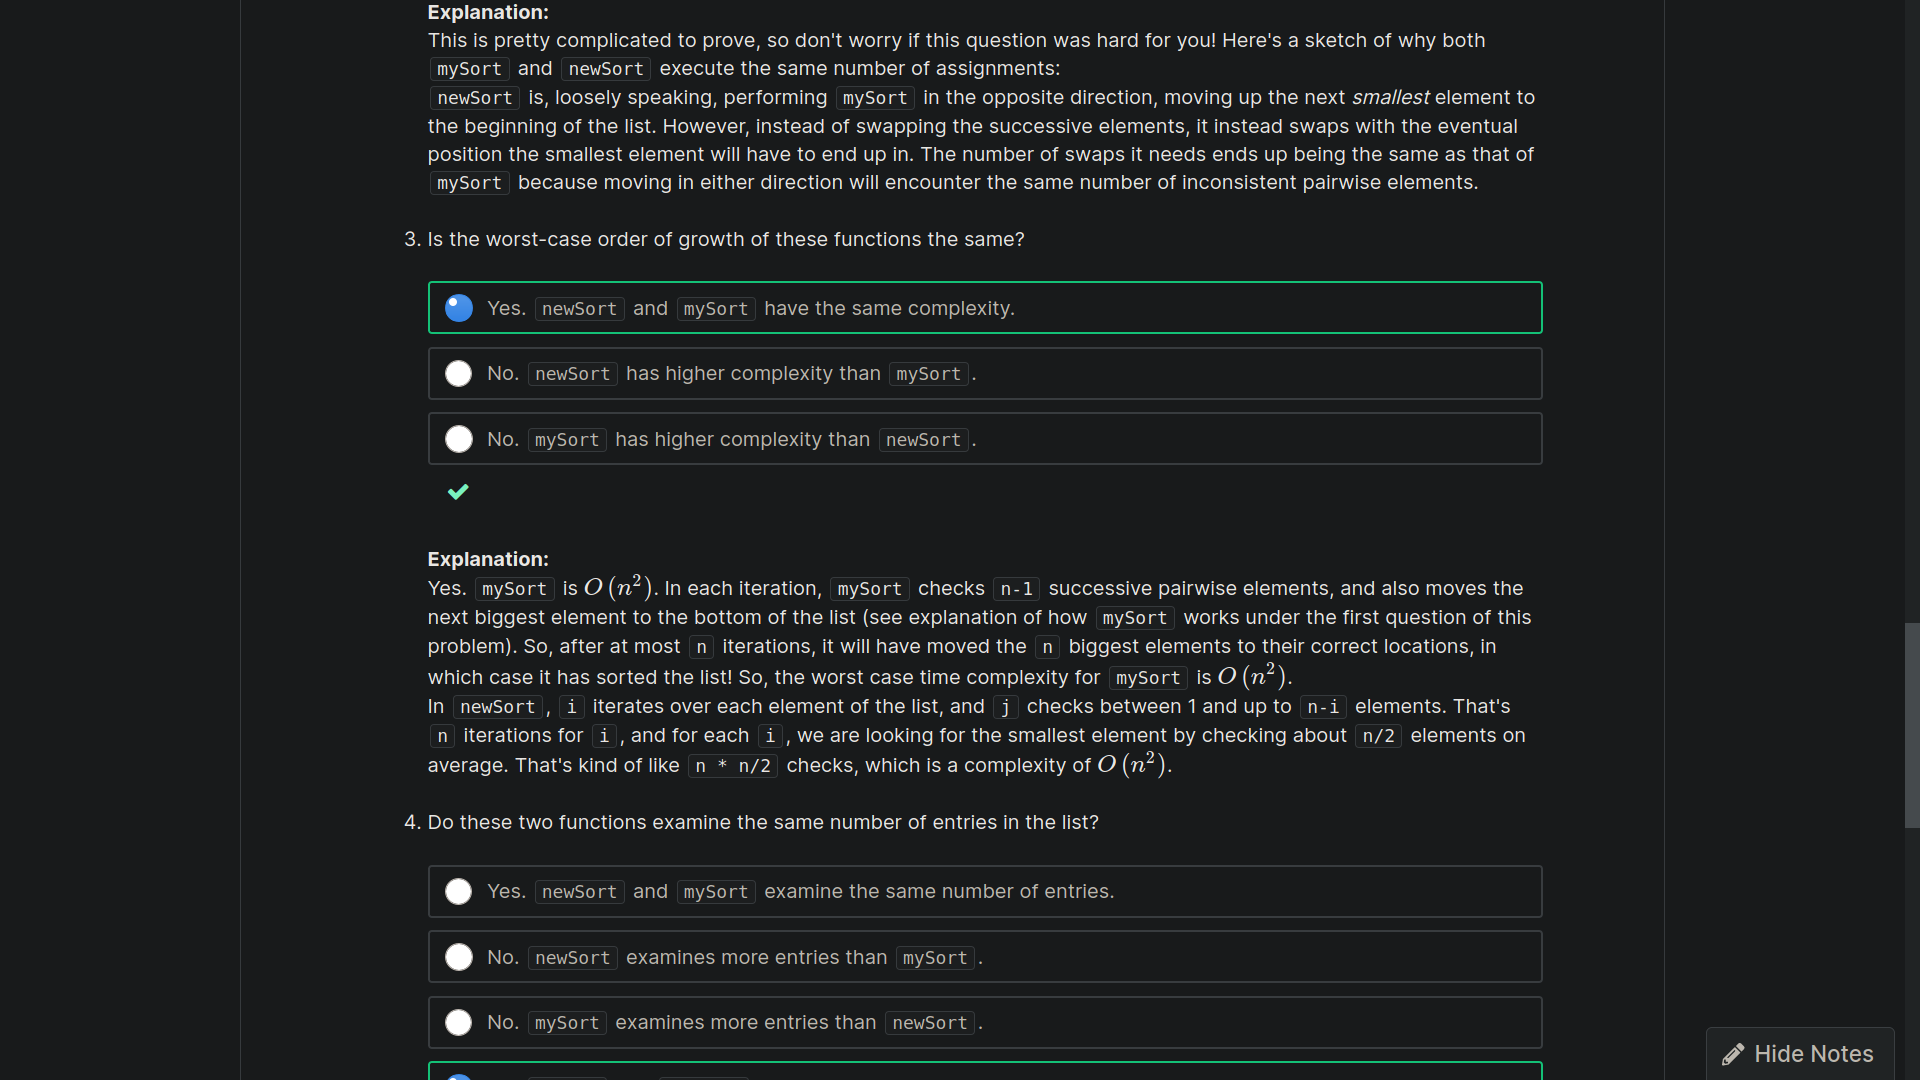 Explanation:
This is pretty complicated to prove, so don't worry if this question was hard for you! Here's a sketch of why both
mySort and newSort execute the same number of assignments:
newSort is, loosely speaking, performing mySort in the opposite direction, moving up the next smallest element to
the beginning of the list. However, instead of swapping the successive elements, it instead swaps with the eventual
position the smallest element will have to end up in. The number of swaps it needs ends up being the same as that of
mySort because moving in either direction will encounter the same number of inconsistent pairwise elements.
3. Is the worst-case order of growth of these functions the same?
Yes. newSort and mySort have the same complexity.
No. newSort has higher complexity than mySort.
No. mySort has higher complexity than newSort.
Explanation:
Yes. mySort is O(n²). In each iteration, mySort checks n-1 successive pairwise elements, and also moves the
next biggest element to the bottom of the list (see explanation of how mySort works under the first question of this
problem). So, after at most n iterations, it will have moved the n biggest elements to their correct locations, in
which case it has sorted the list! So, the worst case time complexity for mySort is O(n²).
In newSort, i iterates over each element of the list, and j checks between 1 and up to n-i elements. That's
n iterations for i, and for each i, we are looking for the smallest element by checking about n/2 elements on
average. That's kind of like n * n/2 checks, which is a complexity of O(n²).
4. Do these two functions examine the same number of entries in the list?
Yes. newSort and mySort examine the same number of entries.
No. newSort examines more entries than mySort.
No. mySort examines more entries than newSort.
Hide Notes